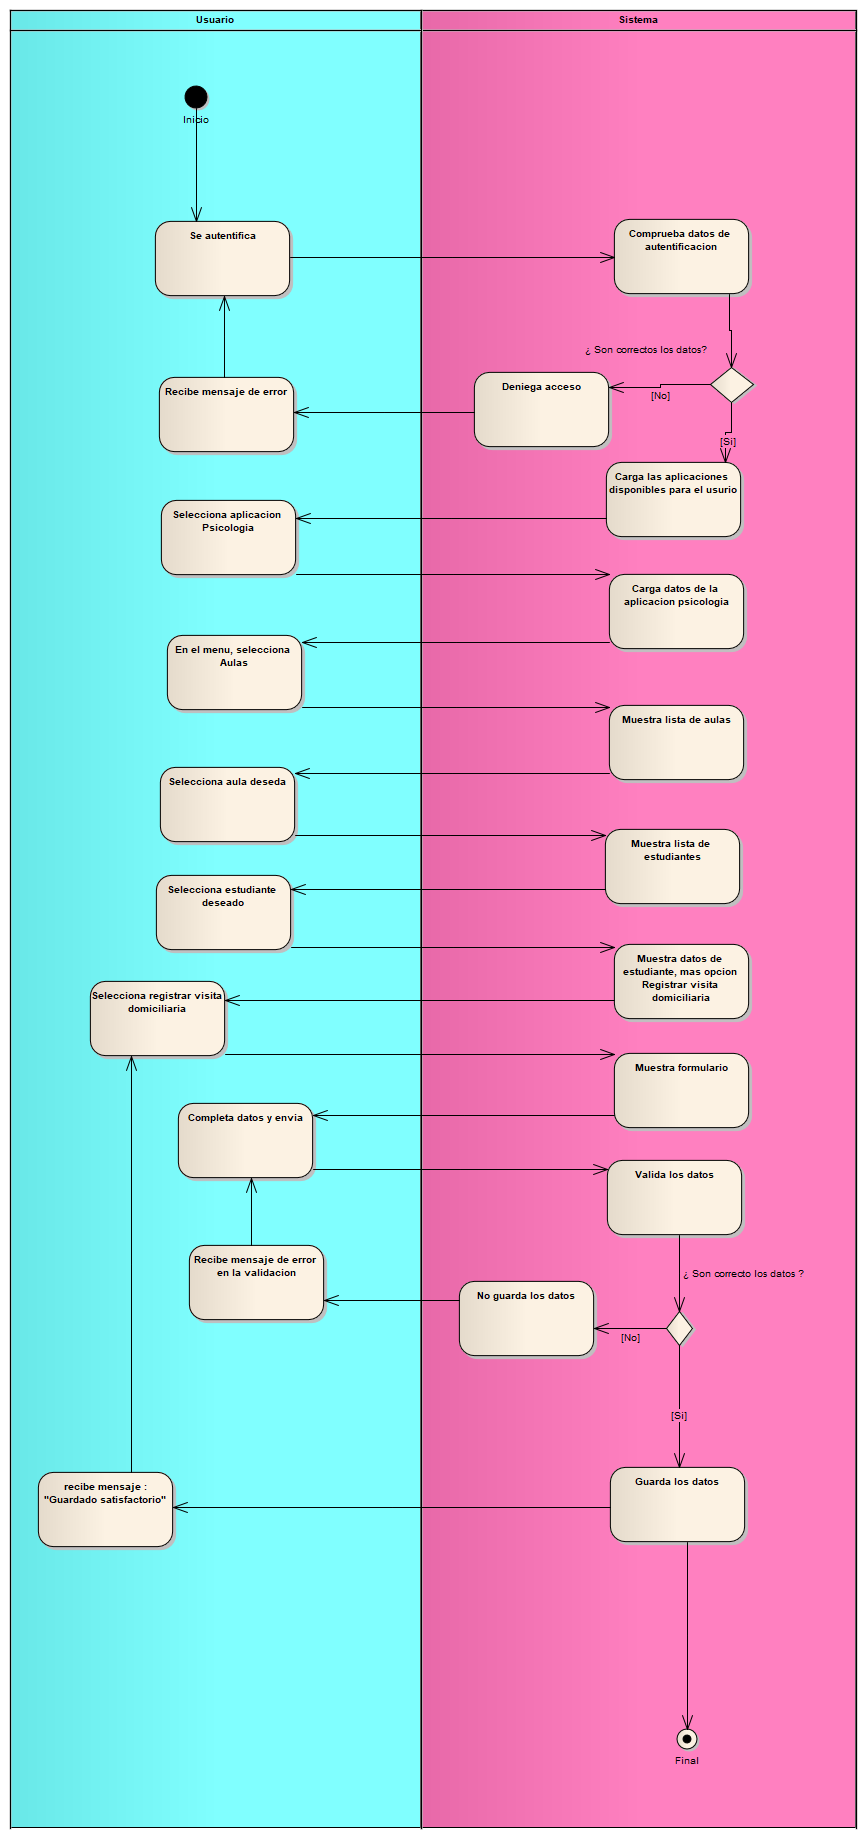 Usuario
Sistema
Inicio
Se autentifica
Comprueba datos de
autentificacion
¿ Son correctos los datos?
[No]
Deniega acceso
Recibe mensaje de error
[Si]
Carga las aplicaciones
disponibles para el usurio
Selecciona aplicacion
Psicologia
Carga datos de la
aplicacion psicologia
En el menu, selecciona
Aulas
Muestra lista de aulas
Selecciona aula deseda
Muestra lista de
estudiantes
Selecciona estudiante
deseado
Muestra datos de
estudiante, mas opcion
Registrar visita
domiciliaria
Selecciona registrar visita
domiciliaria
Muestra formulario
Completa datos y envia
Valida los datos
¿ Son correcto los datos ?
[No]
No guarda los datos
Recibe mensaje de error
en la validacion
[Si]
Guarda los datos
recibe mensaje :
"Guardado satisfactorio"
Final